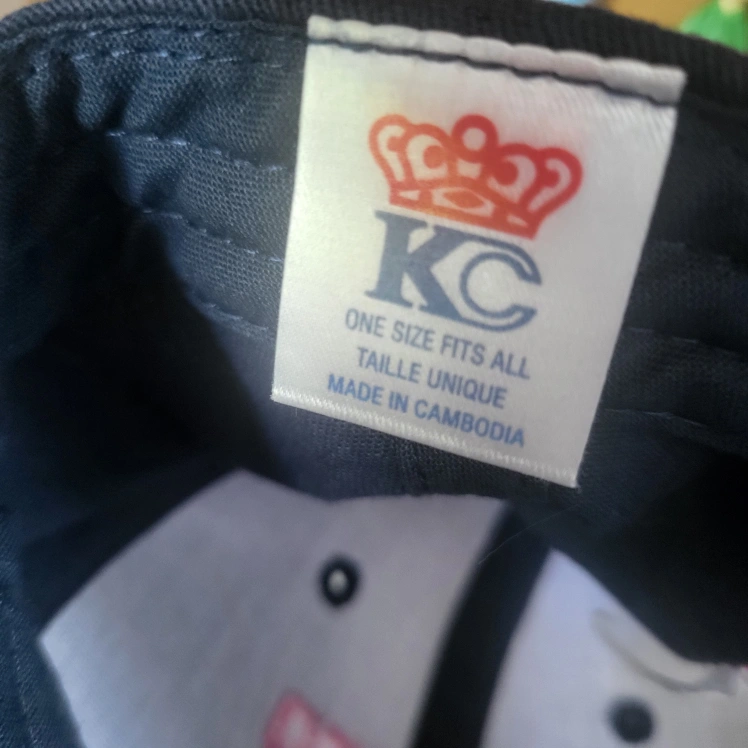 KC
ONE SIZE FITS ALL
TAILLE UNIQUE
MADE IN CAMBODIA